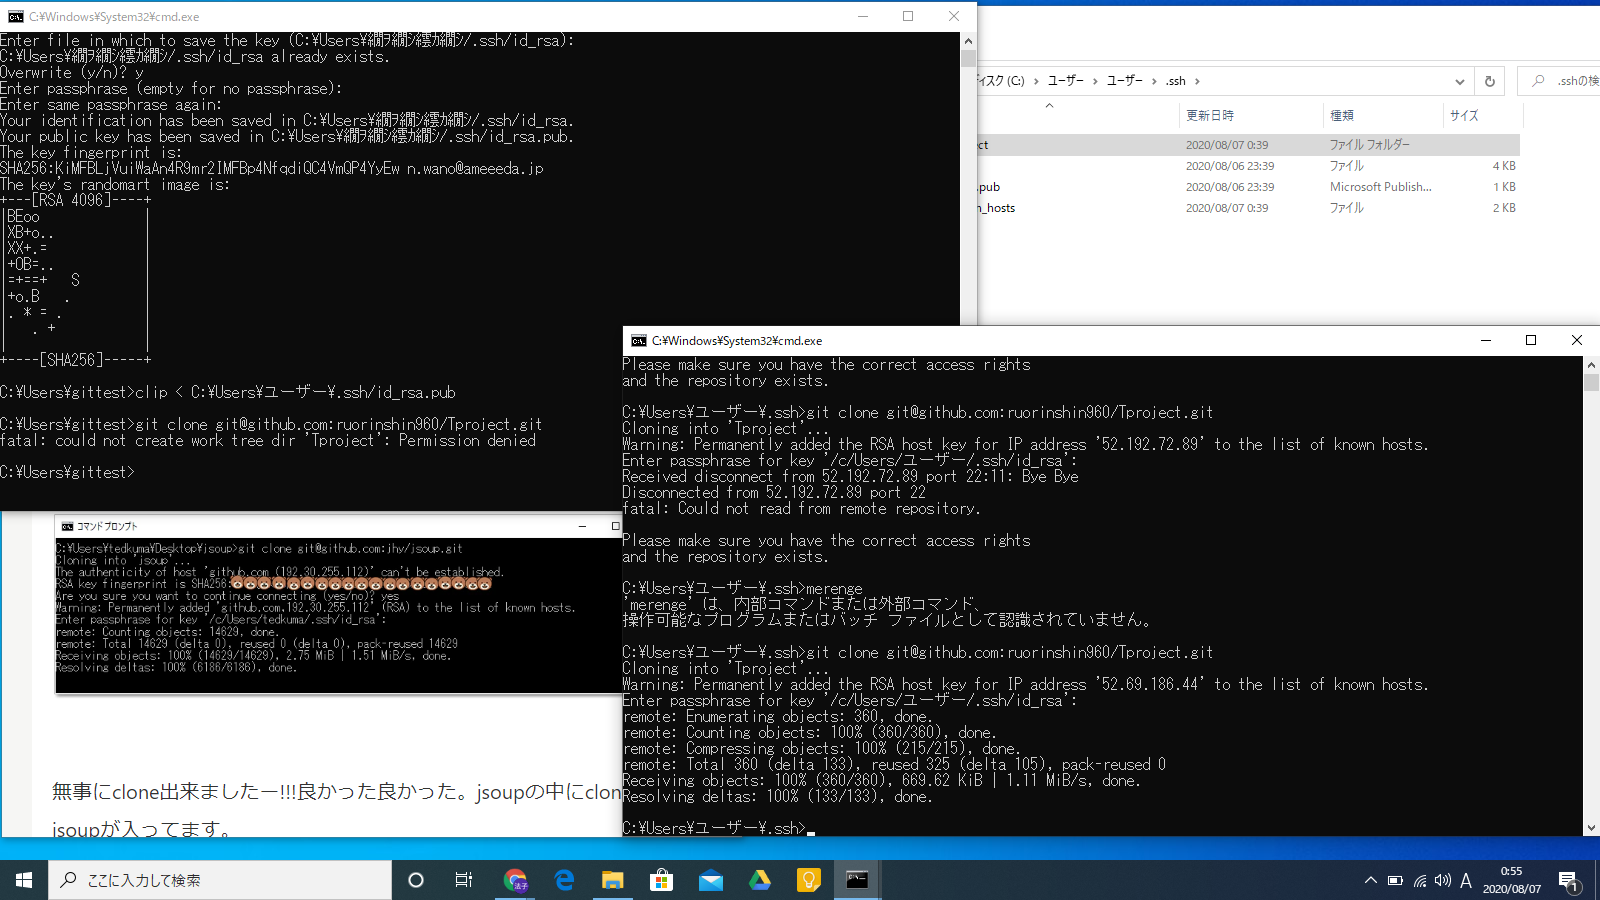 C:¥Windows¥System32¥cmd.exe
Enter file in which to save the key (C:¥Users¥繝ｦ繝ｼ繧ｶ繝ｼ/.ssh/id_rsa):
C:¥Users¥繝ｦ繝ｼ繧ｶ繝ｼ/.ssh/id_rsa already exists.
Overwrite (y/n)? y
Enter passphrase (empty for no passphrase):
Enter same passphrase again:
Your identification has been saved in C:¥Users¥繝ｦ繝ｼ繧ｶ繝ｼ/.ssh/id_rsa.
Your public key has been saved in C:¥Users¥繝ｦ繝ｼ繧ｶ繝ｼ/.ssh/id_rsa.pub.
The key fingerprint is:
SHA256:KiMFBLjVuiWaAn4R9mr2IMFBp4NfqdiQC4VmQP4YyEw n.wano@ameeeda.jp
The key's randomart image is:
+---[RSA 4096]----+
|BEoo             |
|XB+o..           |
|XX+.=            |
|+OB=..           |
|=+==+   S        |
|+o.B   .         |
|. * = .          |
|   . +           |
|                 |
+----[SHA256]-----+
C:¥Users¥gittest>clip < C:¥Users¥ユーザー¥.ssh/id_rsa.pub
C:¥Users¥gittest>git clone git@github.com:ruorinshin960/Tproject.git
fatal: could not create work tree dir 'Tproject': Permission denied
C:¥Users¥gittest>
ディスク (C:) › ユーザー › ユーザー › .ssh ›
.sshの検
更新日時 種類 サイズ
ct 2020/08/07 0:39 ファイル フォルダー
2020/08/06 23:39 ファイル 4 KB
.pub 2020/08/06 23:39 Microsoft Publish... 1 KB
n_hosts 2020/08/07 0:39 ファイル 2 KB
C:¥Windows¥System32¥cmd.exe
Please make sure you have the correct access rights
and the repository exists.
C:¥Users¥ユーザー¥.ssh>git clone git@github.com:ruorinshin960/Tproject.git
Cloning into 'Tproject'...
Warning: Permanently added the RSA host key for IP address '52.192.72.89' to the list of known hosts.
Enter passphrase for key '/c/Users/ユーザー/.ssh/id_rsa':
Received disconnect from 52.192.72.89 port 22:11: Bye Bye
Disconnected from 52.192.72.89 port 22
fatal: Could not read from remote repository.
Please make sure you have the correct access rights
and the repository exists.
C:¥Users¥ユーザー¥.ssh>merenge
'merenge' は、内部コマンドまたは外部コマンド、
操作可能なプログラムまたはバッチ ファイルとして認識されていません。
C:¥Users¥ユーザー¥.ssh>git clone git@github.com:ruorinshin960/Tproject.git
Cloning into 'Tproject'...
Warning: Permanently added the RSA host key for IP address '52.69.186.44' to the list of known hosts.
Enter passphrase for key '/c/Users/ユーザー/.ssh/id_rsa':
remote: Enumerating objects: 360, done.
remote: Counting objects: 100% (360/360), done.
remote: Compressing objects: 100% (215/215), done.
remote: Total 360 (delta 133), reused 325 (delta 105), pack-reused 0
Receiving objects: 100% (360/360), 669.62 KiB | 1.11 MiB/s, done.
Resolving deltas: 100% (133/133), done.
C:¥Users¥ユーザー¥.ssh>
コマンド プロンプト
C:¥Users¥tedkuma¥Desktop¥jsoup>git clone git@github.com:jhy/jsoup.git
Cloning into 'jsoup'...
The authenticity of host 'github.com (192.30.255.112)' can't be established.
RSA key fingerprint is SHA256:
Are you sure you want to continue connecting (yes/no)? yes
Warning: Permanently added 'github.com,192.30.255.112' (RSA) to the list of known hosts.
Enter passphrase for key '/c/Users/tedkuma/.ssh/id_rsa':
remote: Counting objects: 14629, done.
remote: Total 14629 (delta 0), reused 0 (delta 0), pack-reused 14629
Receiving objects: 100% (14629/14629), 2.75 MiB | 1.51 MiB/s, done.
Resolving deltas: 100% (6186/6186), done.
無事にclone出来ましたー!!!良かった良かった。jsoupの中にclon
jsoupが入ってます。
ここに入力して検索
法子
A
0:55
2020/08/07
1